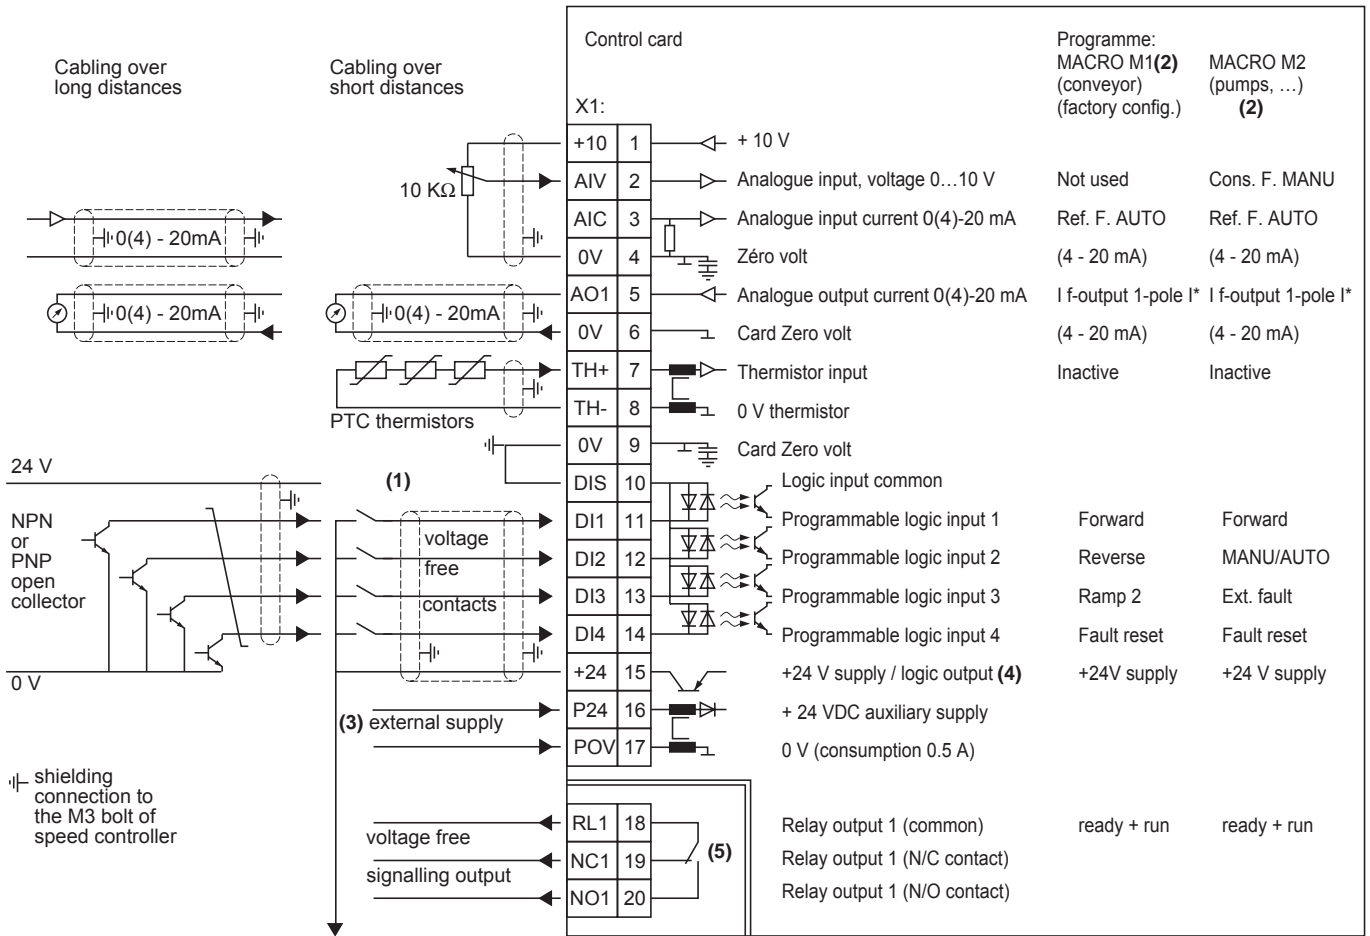 Control card
Programme:
MACRO M1(2)
(conveyor)
(factory config.)
MACRO M2
(pumps, …)
(2)
Cabling over
long distances
Cabling over
short distances
X1:
+10 1 + 10 V
10 KΩ
AIV 2 Analogue input, voltage 0…10 V Not used Cons. F. MANU
AIC 3 Analogue input current 0(4)-20 mA Ref. F. AUTO Ref. F. AUTO
0(4) - 20mA
0V 4 Zéro volt (4 - 20 mA) (4 - 20 mA)
AO1 5 Analogue output current 0(4)-20 mA I f-output 1-pole I* I f-output 1-pole I*
0(4) - 20mA 0(4) - 20mA
0V 6 Card Zero volt (4 - 20 mA) (4 - 20 mA)
TH+ 7 Thermistor input Inactive Inactive
TH- 8 0 V thermistor
PTC thermistors
0V 9 Card Zero volt
24 V
(1)
DIS 10 Logic input common
NPN
or
PNP
open
collector
voltage
free
contacts
DI1 11 Programmable logic input 1 Forward Forward
DI2 12 Programmable logic input 2 Reverse MANU/AUTO
DI3 13 Programmable logic input 3 Ramp 2 Ext. fault
DI4 14 Programmable logic input 4 Fault reset Fault reset
0 V
+24 15 +24 V supply / logic output (4) +24V supply +24 V supply
(3) external supply
P24 16 + 24 VDC auxiliary supply
POV 17 0 V (consumption 0.5 A)
shielding
connection to
the M3 bolt of
speed controller
voltage free
signalling output
RL1 18 Relay output 1 (common) ready + run ready + run
(5)
NC1 19 Relay output 1 (N/C contact)
NO1 20 Relay output 1 (N/O contact)